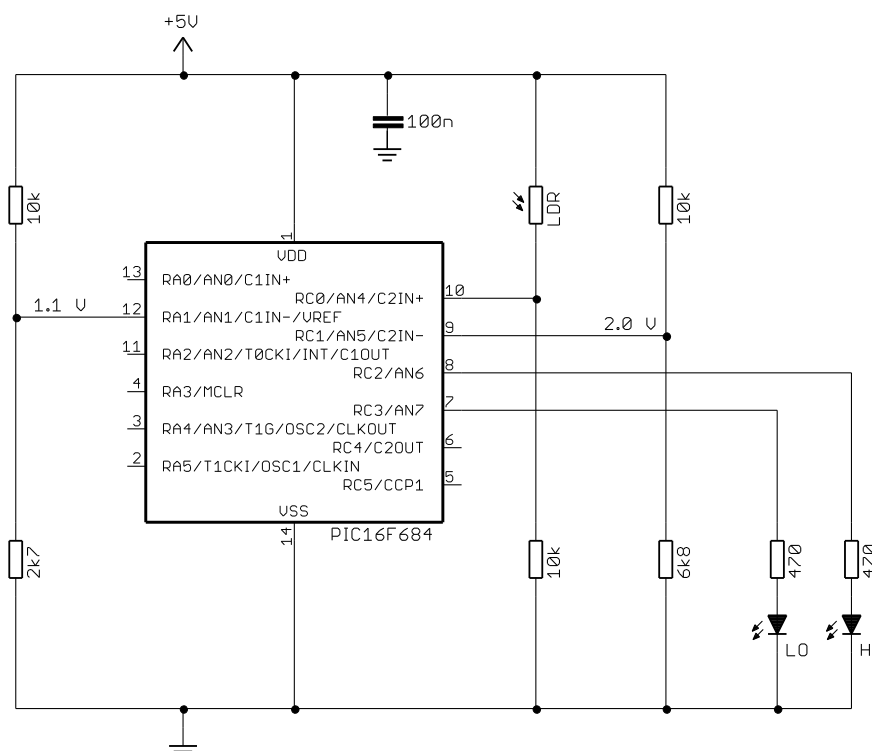 +5V
100n
10k
LDR
10k
1
VDD
13
RA0/AN0/C1IN+
RC0/AN4/C2IN+
10
1.1 V
12
RA1/AN1/C1IN-/VREF
RC1/AN5/C2IN-
9
2.0 V
11
RA2/AN2/T0CKI/INT/C1OUT
RC2/AN6
8
4
RA3/MCLR
RC3/AN7
7
3
RA4/AN3/T1G/OSC2/CLKOUT
RC4/C2OUT
6
2
RA5/T1CKI/OSC1/CLKIN
RC5/CCP1
5
VSS
14
PIC16F684
2k7
10k
6k8
470
470
LO
H